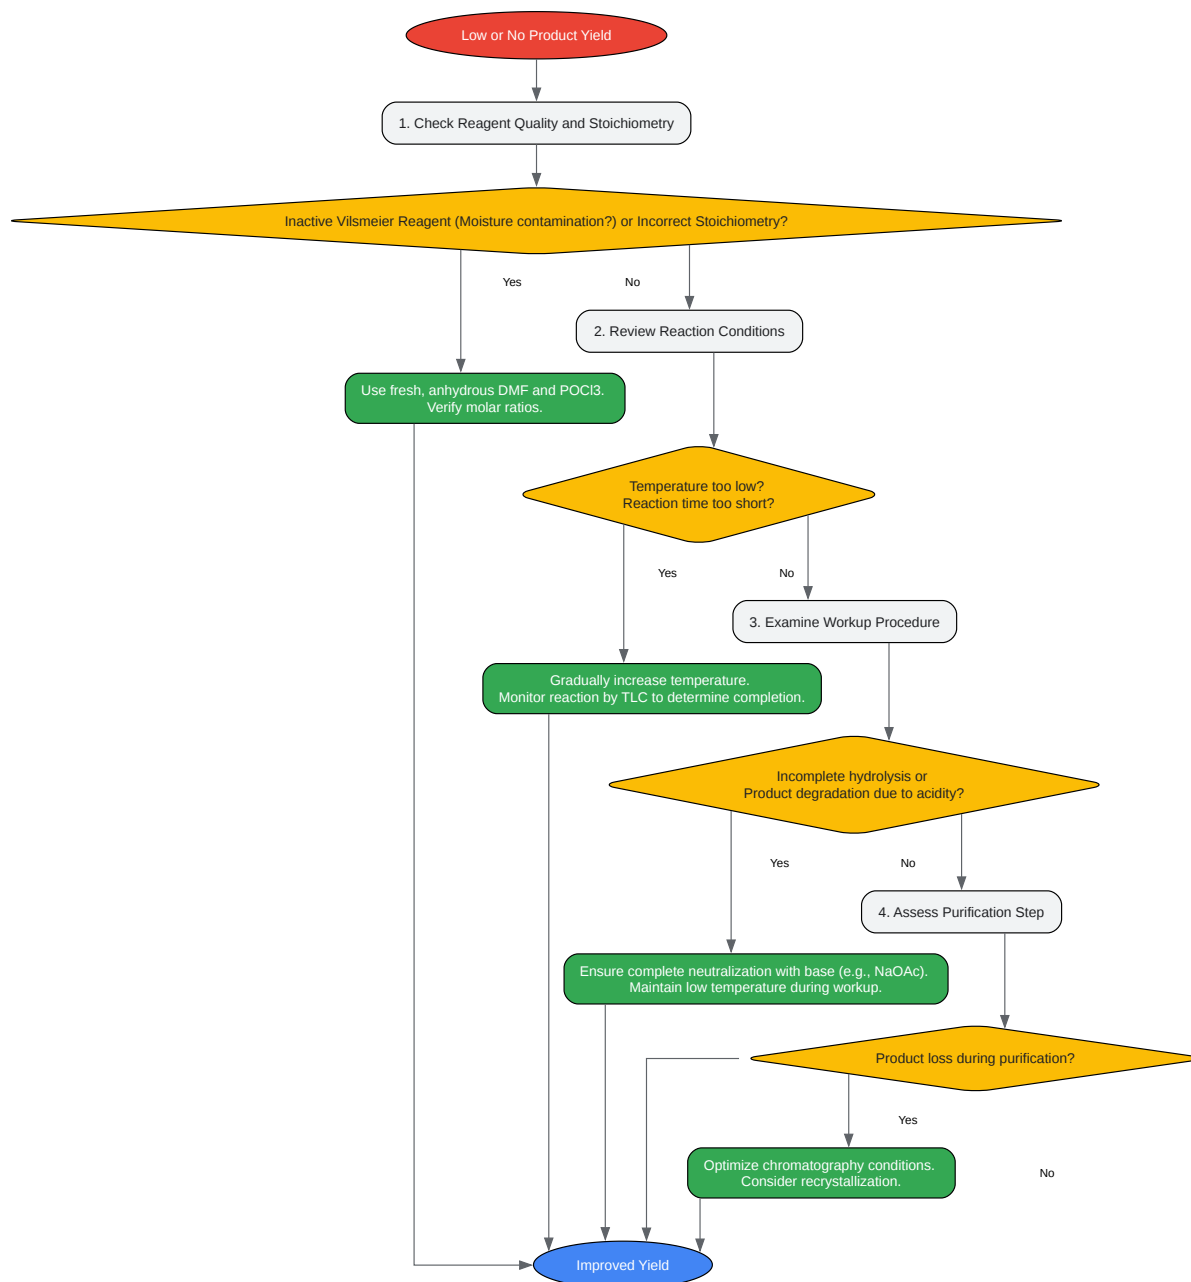 Low or No Product Yield
1. Check Reagent Quality and Stoichiometry
Inactive Vilsmeier Reagent (Moisture contamination?) or Incorrect Stoichiometry?
Yes
No
2. Review Reaction Conditions
Use fresh, anhydrous DMF and POCl3.
Verify molar ratios.
Temperature too low?
Reaction time too short?
Yes
No
3. Examine Workup Procedure
Gradually increase temperature.
Monitor reaction by TLC to determine completion.
Incomplete hydrolysis or
Product degradation due to acidity?
Yes
No
4. Assess Purification Step
Ensure complete neutralization with base (e.g., NaOAc).
Maintain low temperature during workup.
Product loss during purification?
Yes
Optimize chromatography conditions.
Consider recrystallization.
No
Improved Yield